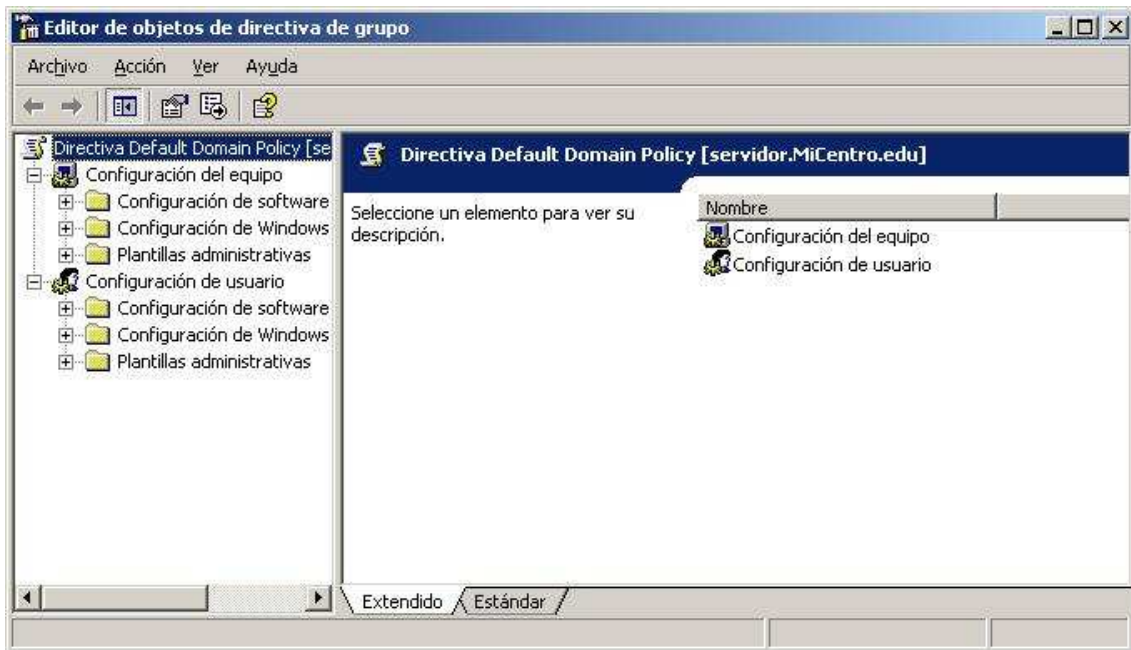 Editor de objetos de directiva de grupo
Archivo Acción Ver Ayuda
Directiva Default Domain Policy [se
Configuración del equipo
Configuración de software
Configuración de Windows
Plantillas administrativas
Configuración de usuario
Configuración de software
Configuración de Windows
Plantillas administrativas
Directiva Default Domain Policy [servidor.MiCentro.edu]
Seleccione un elemento para ver su
descripción.
Nombre
Configuración del equipo
Configuración de usuario
Extendido Estándar